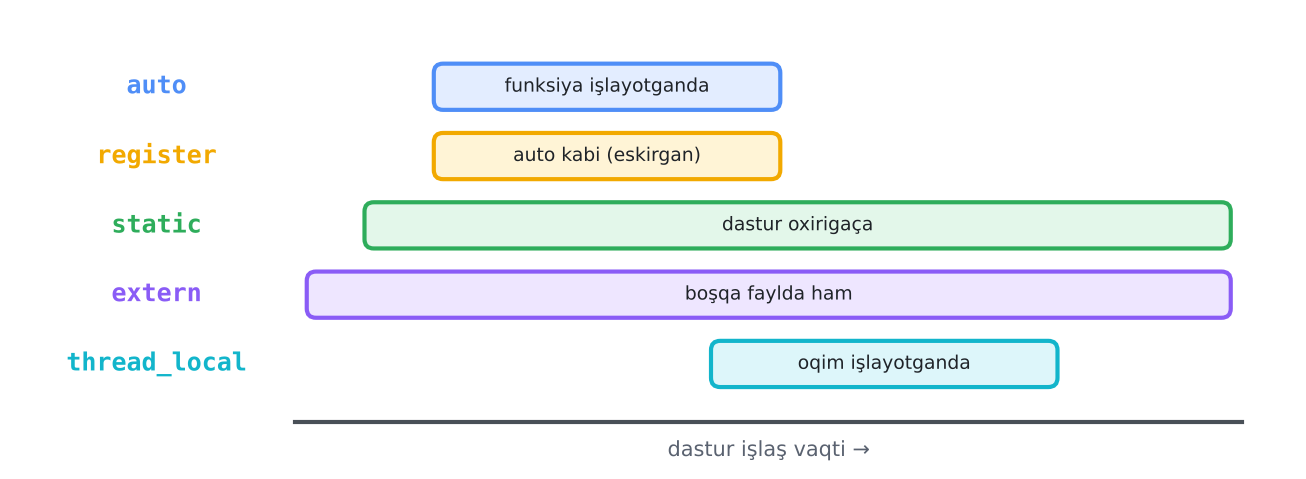 auto
funksiya işlayotganda
register
auto kabi (eskirgan)
static
dastur oxirigaça
extern
boşqa faylda ham
thread_local
oqim işlayotganda
dastur işlaş vaqti →